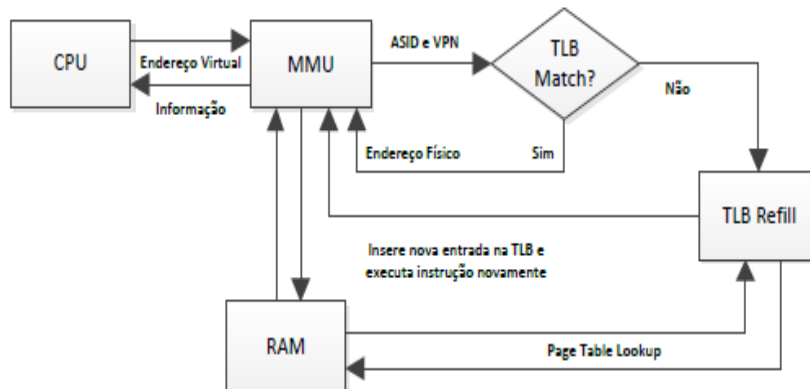 CPU
Endereço Virtual
Informação
MMU
ASID e VPN
TLB
Match?
Não
Endereço Físico
Sim
TLB Refill
Insere nova entrada na TLB e
executa instrução novamente
RAM
Page Table Lookup